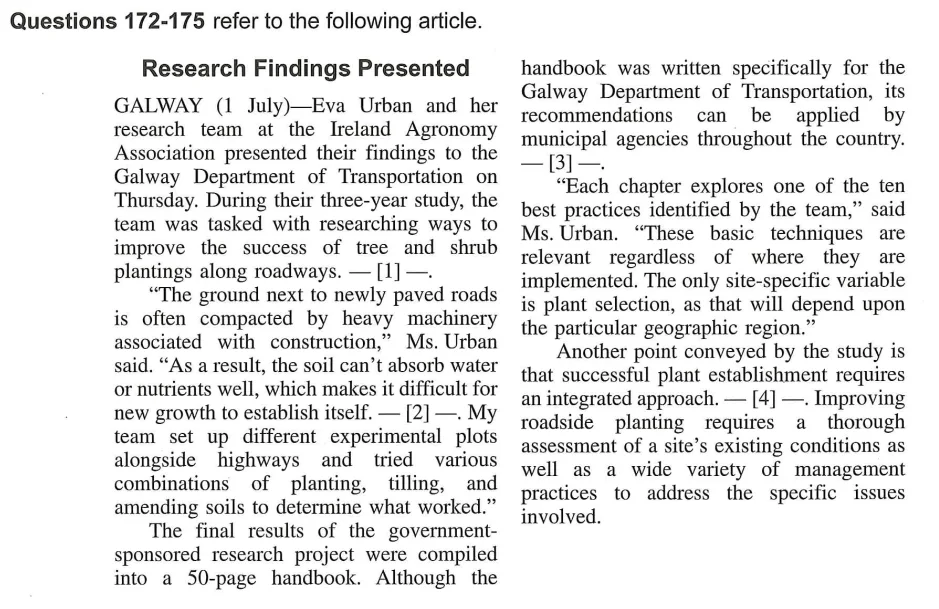 Questions 172-175 refer to the following article.
Research Findings Presented
GALWAY (1 July)—Eva Urban and her
research team at the Ireland Agronomy
Association presented their findings to the
Galway Department of Transportation on
Thursday. During their three-year study, the
team was tasked with researching ways to
improve the success of tree and shrub
plantings along roadways. — [1] —.
“The ground next to newly paved roads
is often compacted by heavy machinery
associated with construction,” Ms. Urban
said. “As a result, the soil can’t absorb water
or nutrients well, which makes it difficult for
new growth to establish itself. — [2] —. My
team set up different experimental plots
alongside highways and tried various
combinations of planting, tilling, and
amending soils to determine what worked.”
The final results of the government-
sponsored research project were compiled
into a 50-page handbook. Although the
handbook was written specifically for the
Galway Department of Transportation, its
recommendations can be applied by
municipal agencies throughout the country.
— [3] —.
“Each chapter explores one of the ten
best practices identified by the team,” said
Ms. Urban. “These basic techniques are
relevant regardless of where they are
implemented. The only site-specific variable
is plant selection, as that will depend upon
the particular geographic region.”
Another point conveyed by the study is
that successful plant establishment requires
an integrated approach. — [4] —. Improving
roadside planting requires a thorough
assessment of a site’s existing conditions as
well as a wide variety of management
practices to address the specific issues
involved.